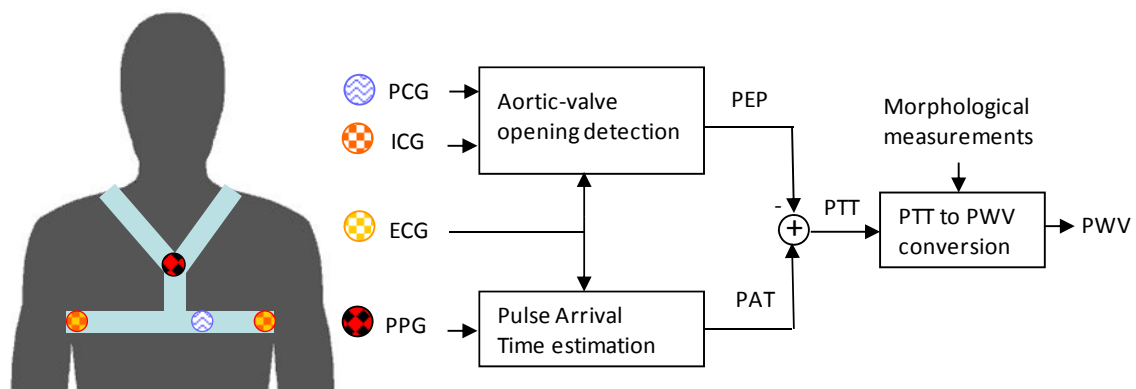 PCG
ICG
ECG
PPG
Aortic-valve
opening detection
Pulse Arrival
Time estimation
PEP
PAT
-
+
PTT
Morphological
measurements
PTT to PWV
conversion
PWV